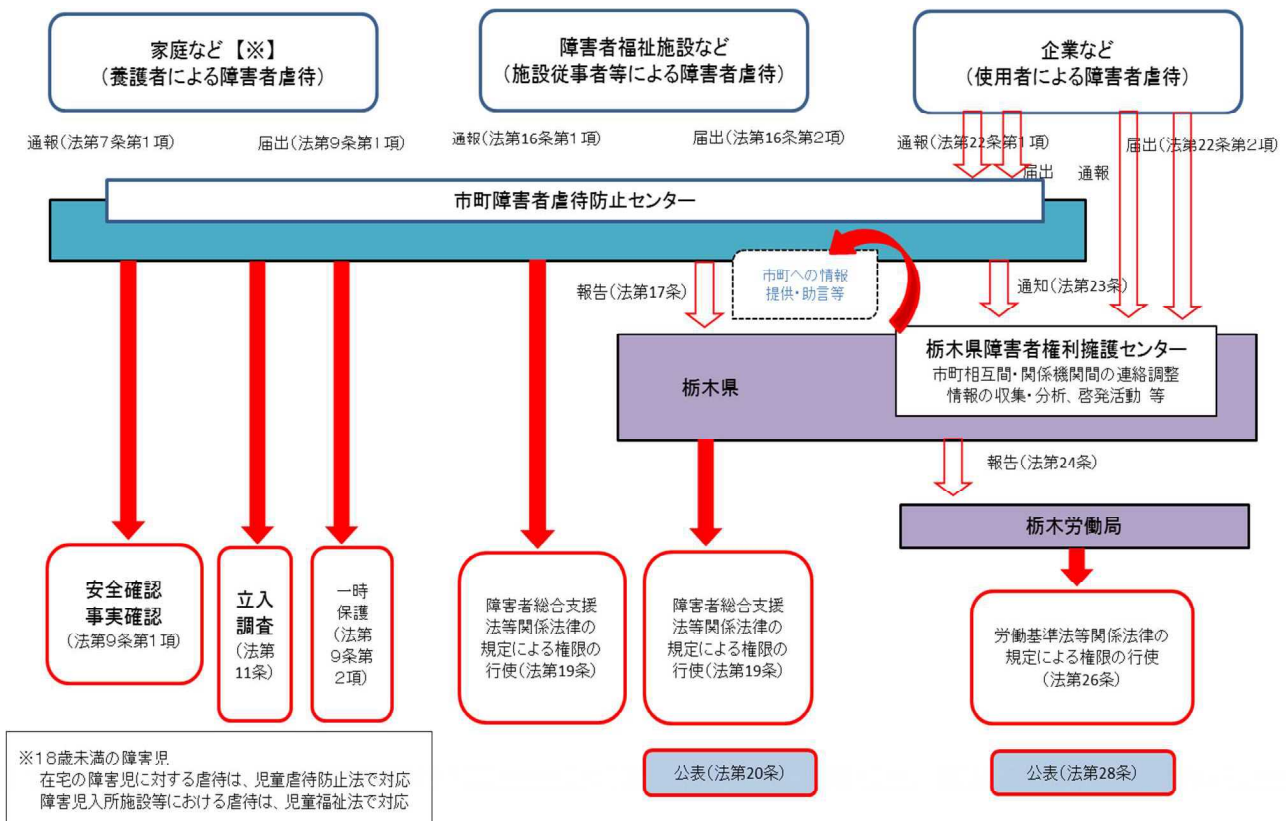 家庭など【※】
(養護者による障害者虐待)
障害者福祉施設など
(施設従事者等による障害者虐待)
企業など
(使用者による障害者虐待)
通報(法第7条第1項)
届出(法第9条第1項)
通報(法第16条第1項)
届出(法第16条第2項)
通報(法第22条第1項)
届出(法第22条第2項)
届出
通報
市町障害者虐待防止センター
報告(法第17条)
市町への情報
提供・助言等
通知(法第23条)
栃木県
栃木県障害者権利擁護センター
市町相互間・関係機関間の連絡調整
情報の収集・分析、啓発活動 等
報告(法第24条)
栃木労働局
安全確認
事実確認
(法第9条第1項)
立入
調査
(法第
11条)
一時
保護
(法第
9条第
2項)
障害者総合支援
法等関係法律の
規定による権限の
行使(法第19条)
障害者総合支援
法等関係法律の
規定による権限の
行使(法第19条)
労働基準法等関係法律の
規定による権限の行使
(法第26条)
公表(法第20条)
公表(法第28条)
※18歳未満の障害児
在宅の障害児に対する虐待は、児童虐待防止法で対応
障害児入所施設等における虐待は、児童福祉法で対応